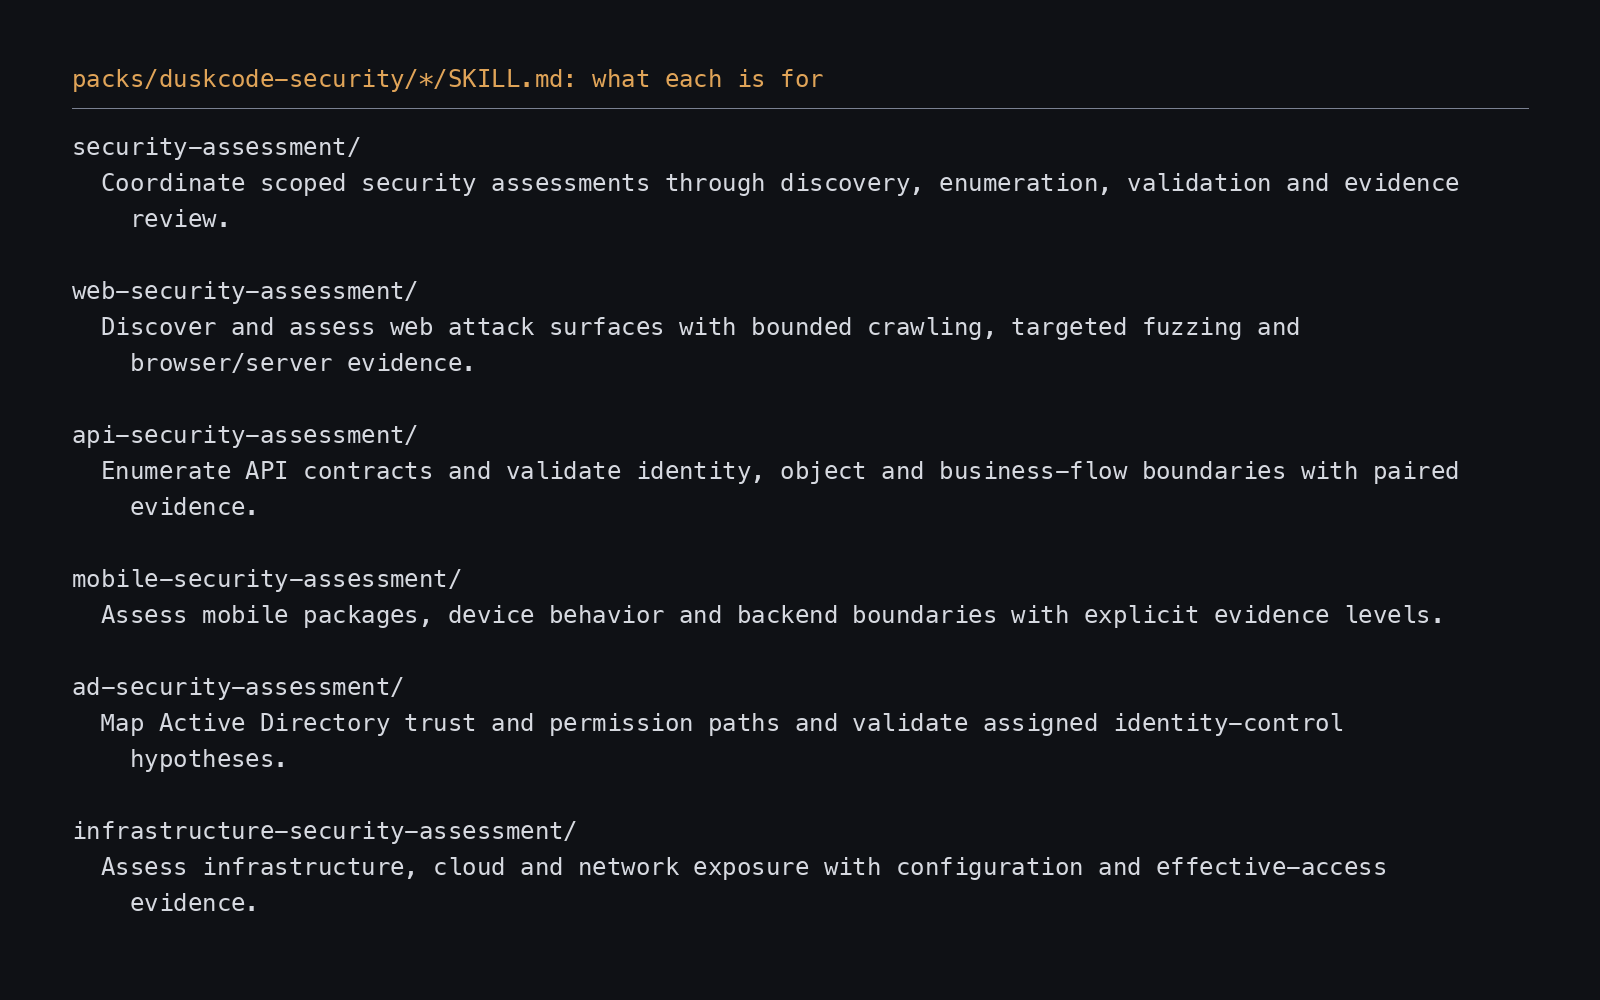 packs/duskcode-security/*/SKILL.md: what each is for
security-assessment/
Coordinate scoped security assessments through discovery, enumeration, validation and evidence
review.
web-security-assessment/
Discover and assess web attack surfaces with bounded crawling, targeted fuzzing and
browser/server evidence.
api-security-assessment/
Enumerate API contracts and validate identity, object and business-flow boundaries with paired
evidence.
mobile-security-assessment/
Assess mobile packages, device behavior and backend boundaries with explicit evidence levels.
ad-security-assessment/
Map Active Directory trust and permission paths and validate assigned identity-control
hypotheses.
infrastructure-security-assessment/
Assess infrastructure, cloud and network exposure with configuration and effective-access
evidence.